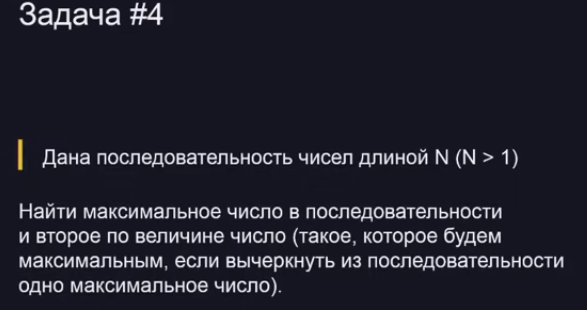 Задача #4
Дана последовательность чисел длиной N (N > 1)
Найти максимальное число в последовательности
и второе по величине число (такое, которое будем
максимальным, если вычеркнуть из последовательности
одно максимальное число).